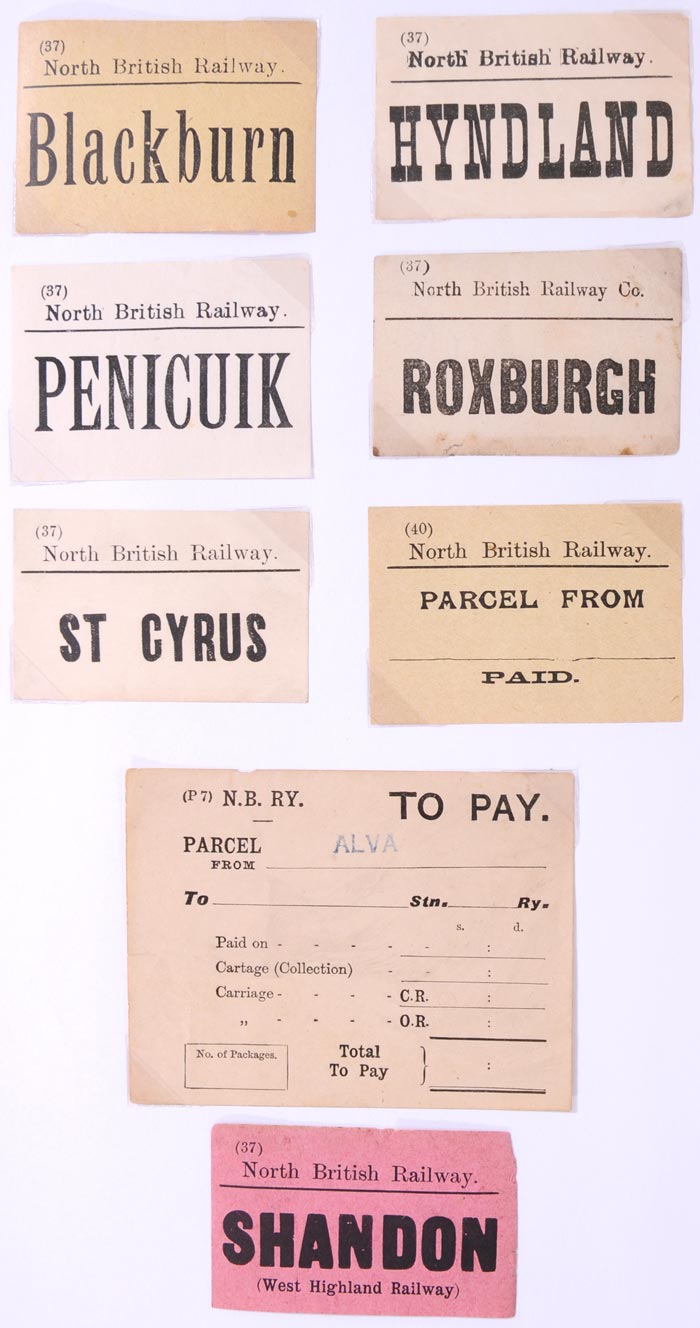 (37)
North British Railway.
Blackburn
(37)
North British Railway.
HYNDLAND
(37)
North British Railway.
PENICUIK
(37)
North British Railway Co.
ROXBURGH
(37)
North British Railway.
ST CYRUS
(40)
North British Railway.
PARCEL FROM
PAID.
(P 7) N.B. RY. TO PAY.
PARCEL FROM ALVA
To Stn. Ry.
s. d.
Paid on - - - - - :
Cartage (Collection) - - :
Carriage - - - - C.R. :
„ - - - - O.R. :
No. of Packages. Total To Pay } :
(37)
North British Railway.
SHANDON
(West Highland Railway)